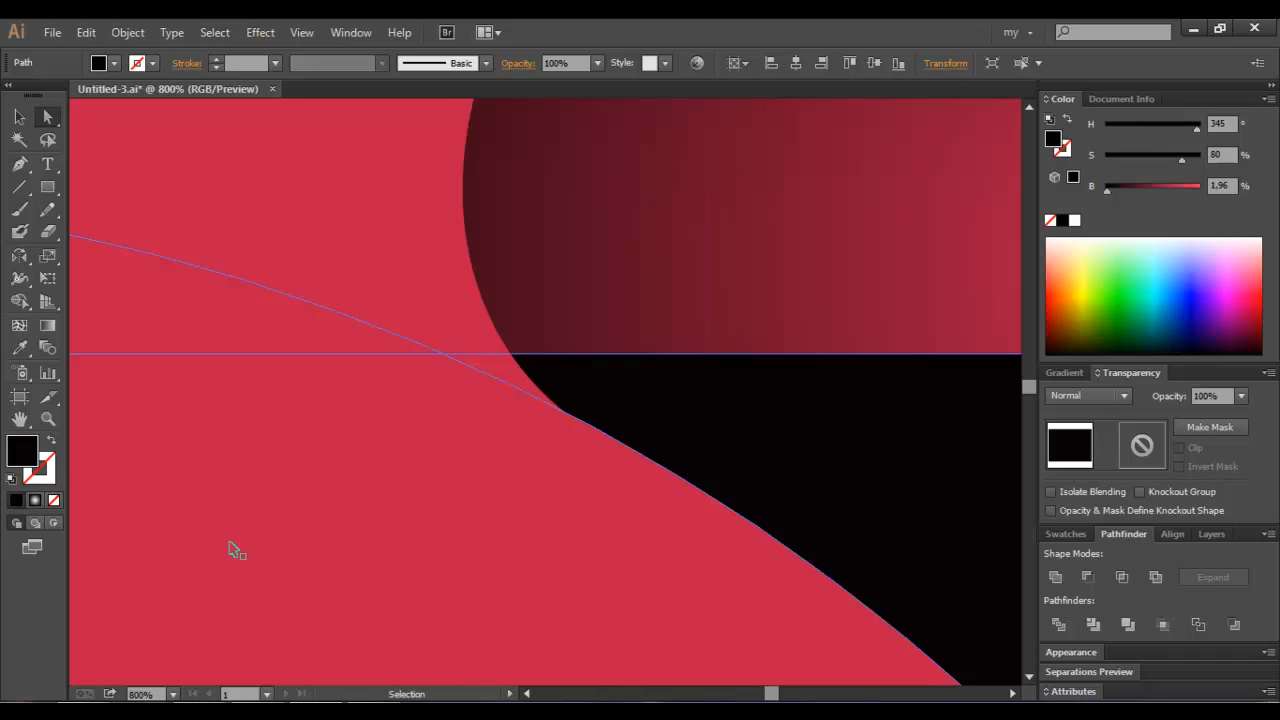 Ai File Edit Object Type Select Effect View Window Help Br my
Path Stroke: Basic Opacity: 100% Style: Transform
Untitled-3.ai* @ 800% (RGB/Preview)
Color Document Info
H 345 °
S 80 %
B 1,96 %
Gradient Transparency
Normal Opacity: 100%
Make Mask
Clip
Invert Mask
Isolate Blending Knockout Group
Opacity & Mask Define Knockout Shape
Swatches Pathfinder Align Layers
Shape Modes:
Expand
Pathfinders:
Appearance
Separations Preview
Attributes
800% 1 Selection